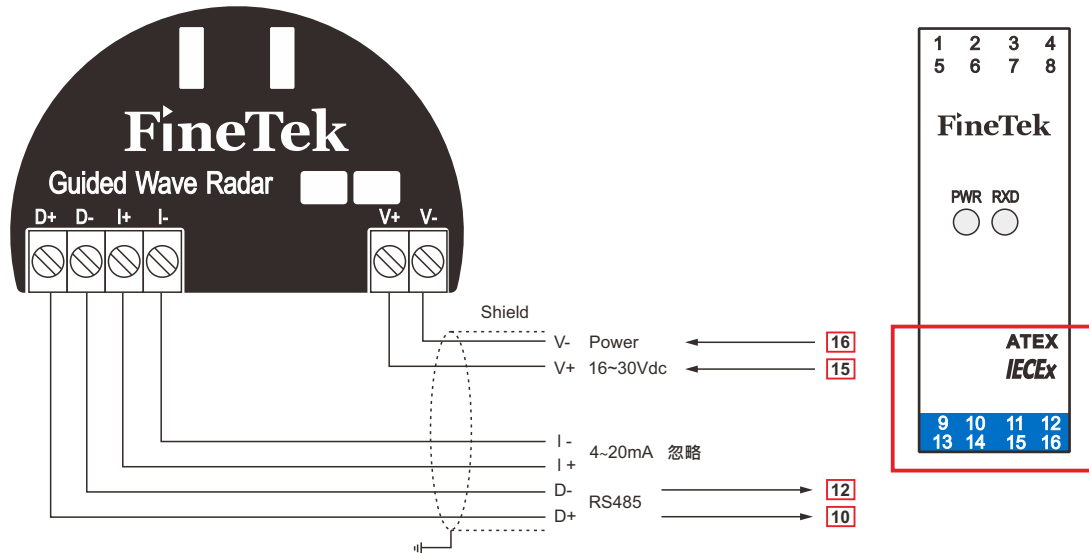 FineTek
Guided Wave Radar
D+ D- I+ I- V+ V-
Shield
V- Power 16
V+ 16~30Vdc 15
I - 4~20mA 忽略
I +
D- RS485 12
D+ 10
1 2 3 4
5 6 7 8
FineTek
PWR RXD
ATEX
IECEx
9 10 11 12
13 14 15 16